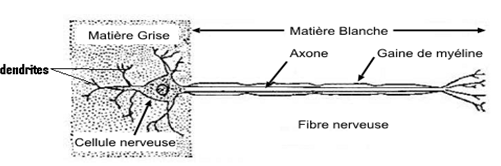 Matière Grise
Matière Blanche
Axone
Gaine de myéline
dendrites
Fibre nerveuse
Cellule nerveuse